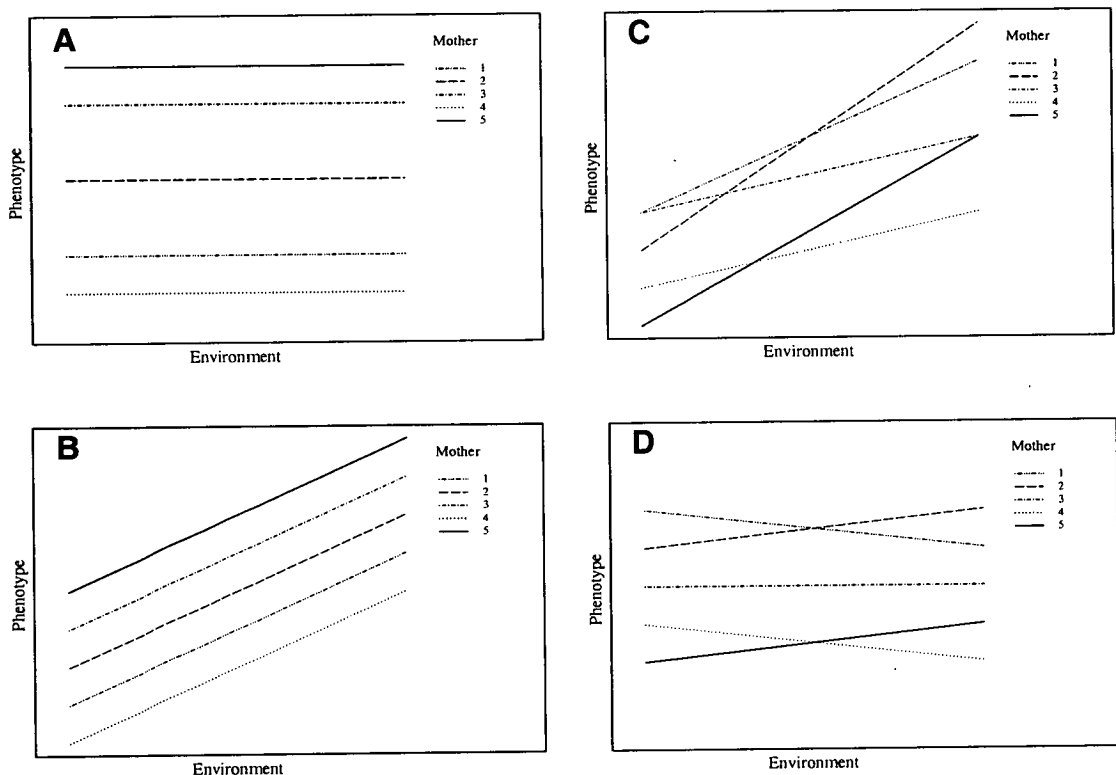 A
Mother
1
2
3
4
5
Phenotype
Environment
C
Mother
1
2
3
4
5
Phenotype
Environment
B
Mother
1
2
3
4
5
Phenotype
Environment
D
Mother
1
2
3
4
5
Phenotype
Environment